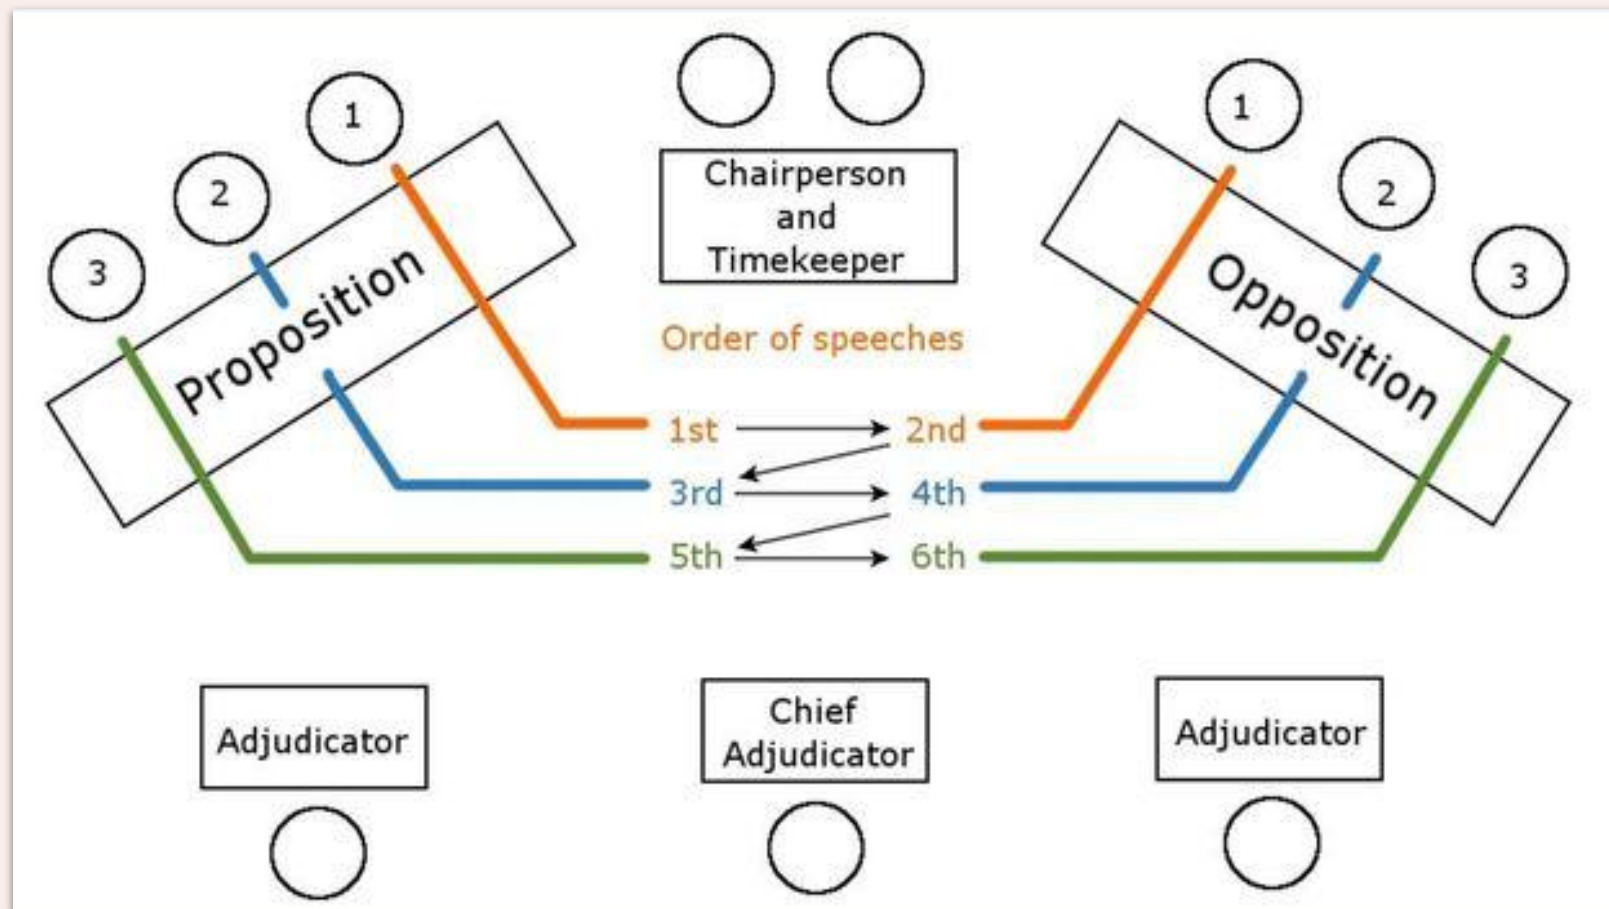 1
2
3
Proposition
Chairperson
and
Timekeeper
1
2
3
Opposition
Order of speeches
1st 2nd
3rd 4th
5th 6th
Adjudicator
Chief
Adjudicator
Adjudicator